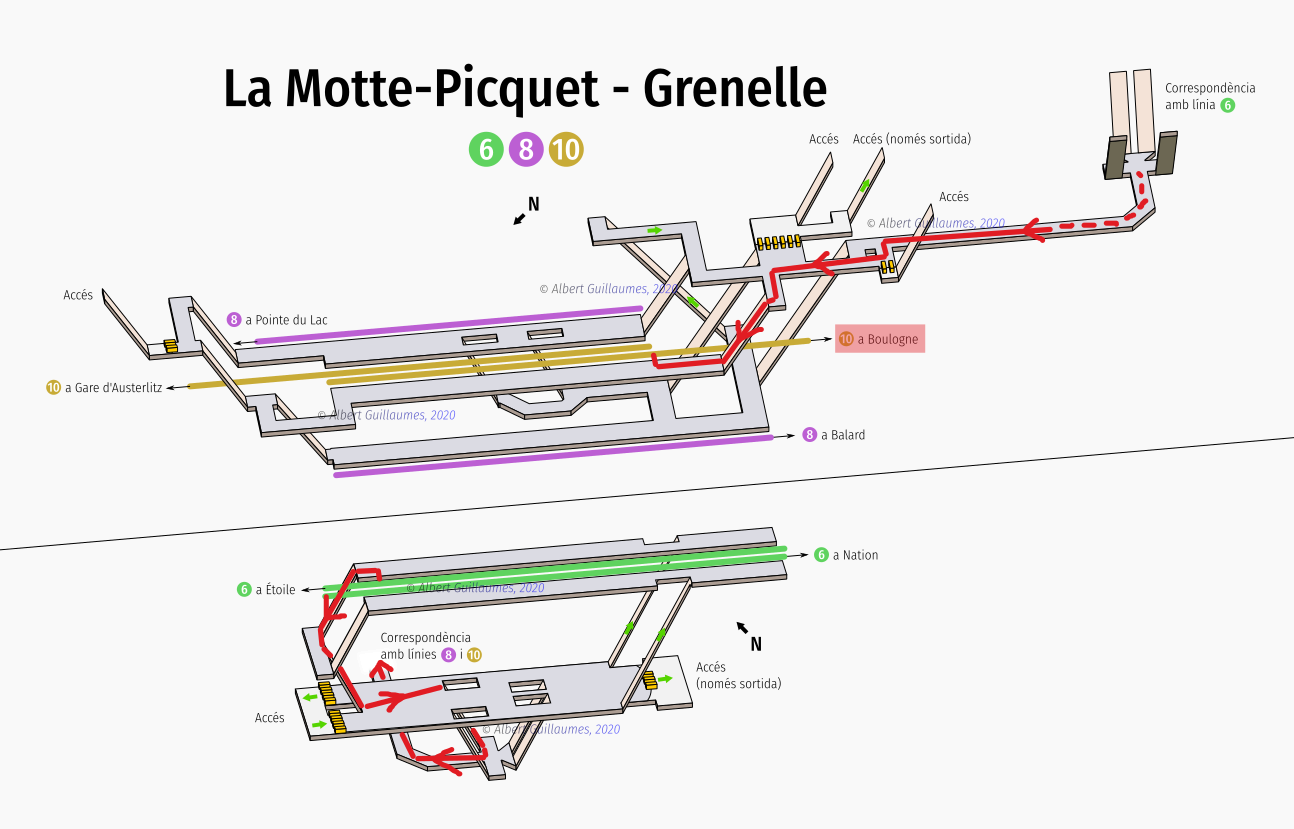 La Motte-Picquet - Grenelle
6 8 10
Correspondència
amb línia 6
Accés
Accés (només sortida)
Accés
N
© Albert Guillaumes, 2020
© Albert Guillaumes, 2020
Accés
8 a Pointe du Lac
10 a Boulogne
10 a Gare d'Austerlitz
© Albert Guillaumes, 2020
8 a Balard
6 a Nation
6 a Étoile
© Albert Guillaumes, 2020
N
Correspondència
amb línies 8 i 10
Accés
(només sortida)
Accés
© Albert Guillaumes, 2020